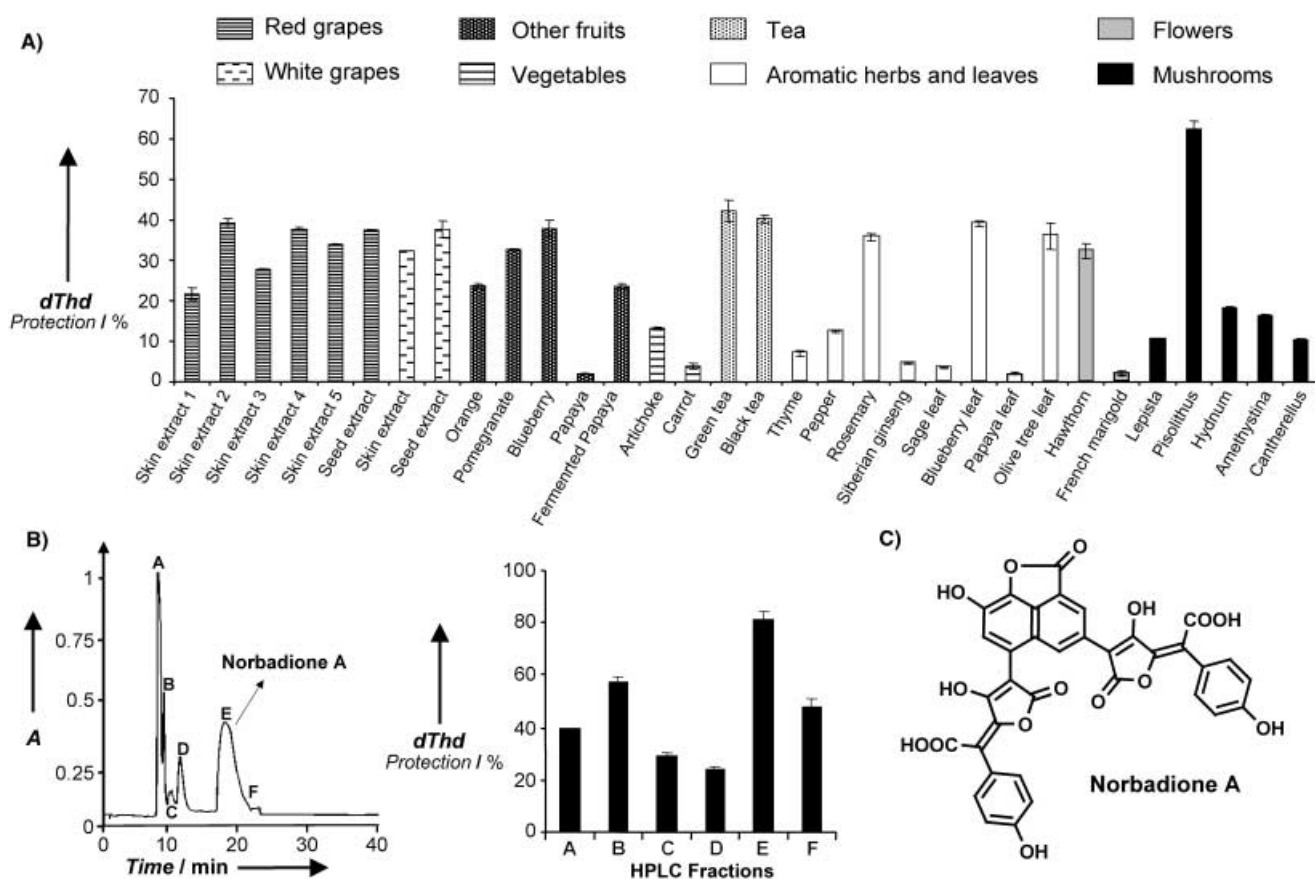 A)
Red grapes
Other fruits
Tea
Flowers
White grapes
Vegetables
Aromatic herbs and leaves
Mushrooms
70
60
50
40
30
20
10
0
dThd
Protection / %
Skin extract 1
Skin extract 2
Skin extract 3
Skin extract 4
Skin extract 5
Seed extract
Skin extract
Seed extract
Orange
Pomegranate
Blueberry
Papaya
Fermenrted Papaya
Artichoke
Carrot
Green tea
Black tea
Thyme
Pepper
Rosemary
Siberian ginseng
Sage leaf
Blueberry leaf
Papaya leaf
Olive tree leaf
Hawthorn
French marigold
Lepista
Pisolithus
Hydnum
Amethystina
Cantherellus
B)
1
0.75
0.5
0.25
0
A
A
B
C
D
E
F
Norbadione A
0
10
20
30
40
Time / min
100
80
60
40
20
0
dThd
Protection / %
A
B
C
D
E
F
HPLC Fractions
C)
O
O
HO
OH
COOH
HO
O
O
O
O
O
OH
HOOC
OH
Norbadione A